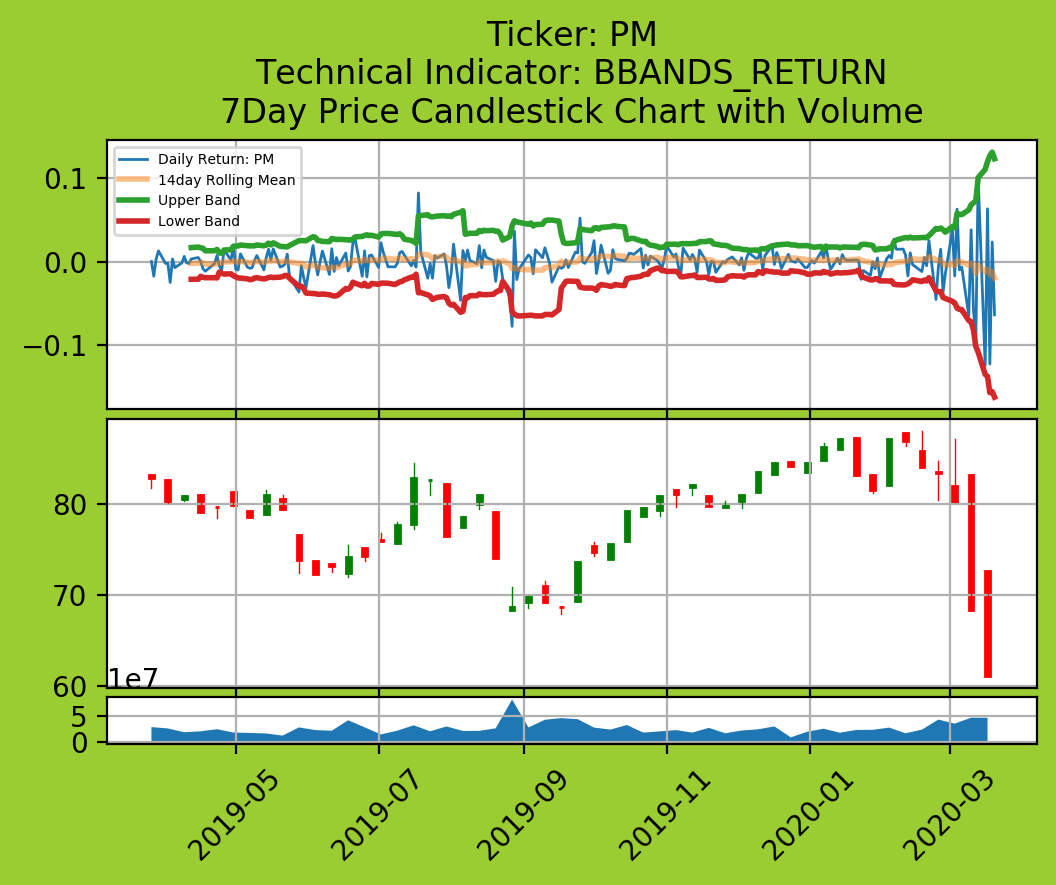 Ticker: PM
Technical Indicator: BBANDS_RETURN
7Day Price Candlestick Chart with Volume
Daily Return: PM
14day Rolling Mean
Upper Band
Lower Band
0.1
0.0
−0.1
80
70
60
1e7
5
0
2019-05
2019-07
2019-09
2019-11
2020-01
2020-03